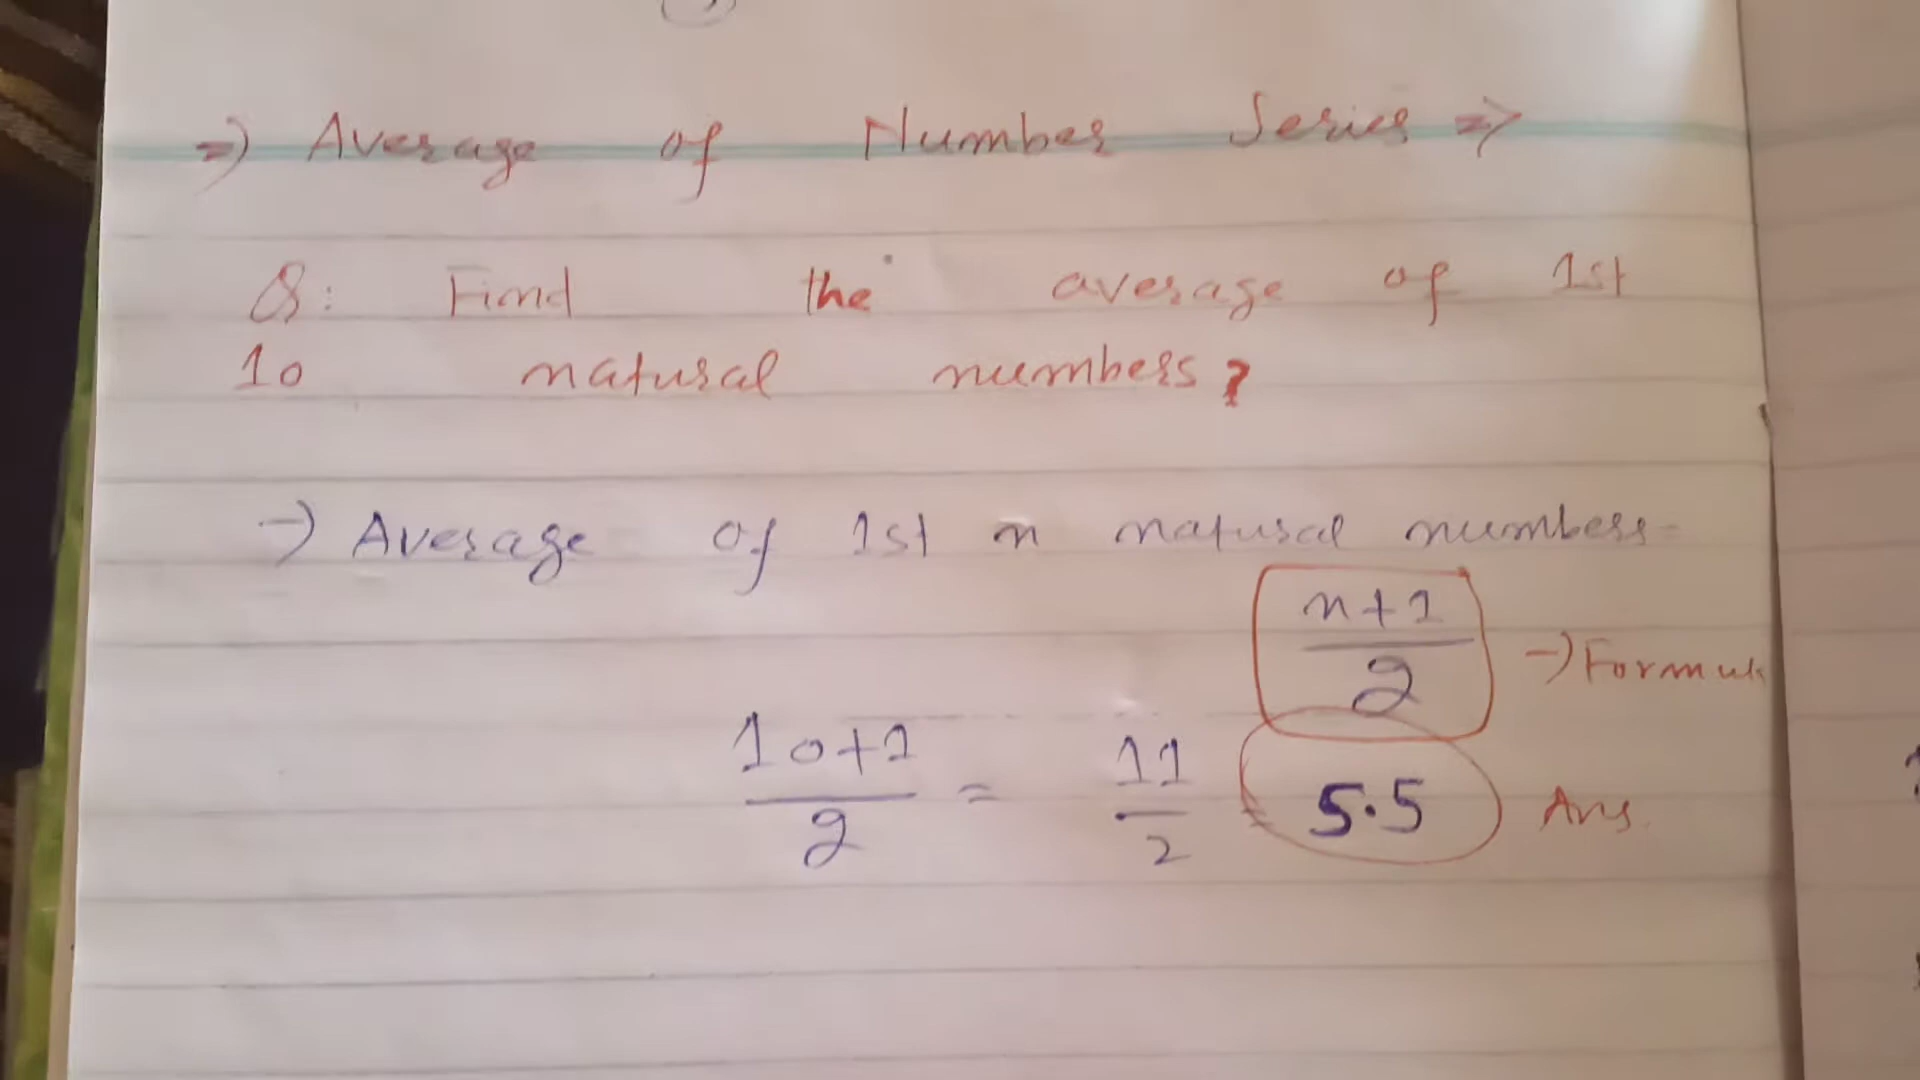 => Average of Number Series =>
Q: Find the average of 1st
10 natural numbers?
-> Average of 1st n natural numbers =
n+1
2
-> Formul
10+1
2
=
11
2
= 5.5 Ans.